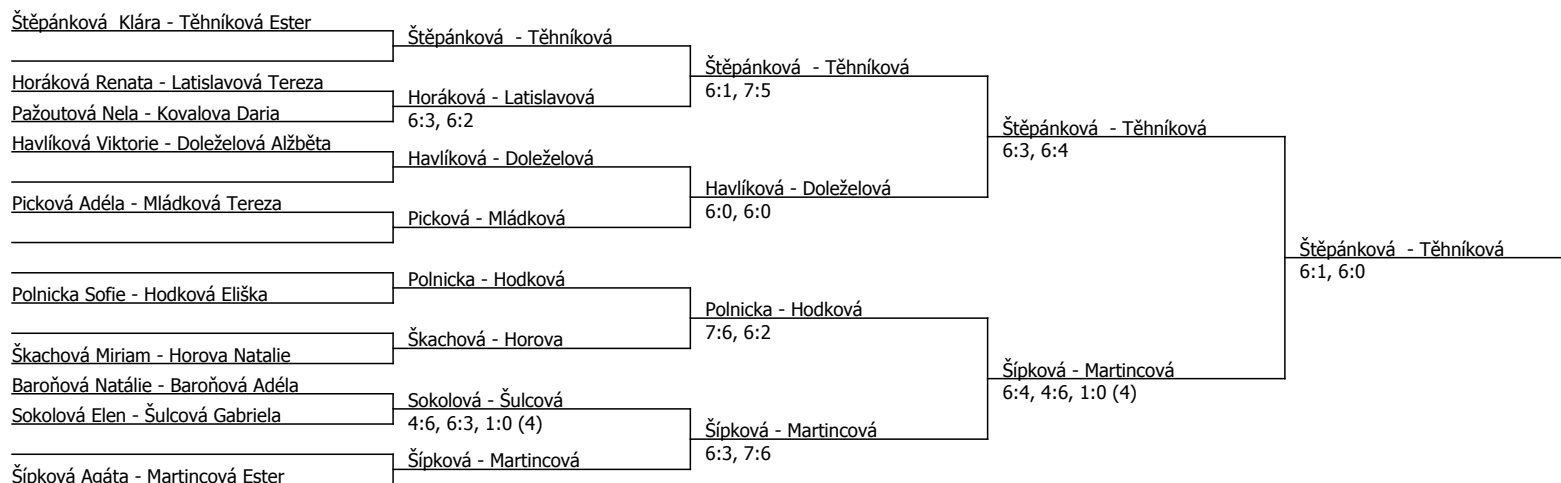 Štěpánková  Klára - Těhníková Ester
Horáková Renata - Latislavová Tereza
Pažoutová Nela - Kovalova Daria
Havlíková Viktorie - Doleželová Alžběta
Picková Adéla - Mládková Tereza
Polnicka Sofie - Hodková Eliška
Škachová Miriam - Horova Natalie
Baroňová Natálie - Baroňová Adéla
Sokolová Elen - Šulcová Gabriela
Šípková Agáta - Martincová Ester
Štěpánková  - Těhníková
Horáková - Latislavová
6:3, 6:2
Havlíková - Doleželová
Picková - Mládková
Polnicka - Hodková
Škachová - Horova
Sokolová - Šulcová
4:6, 6:3, 1:0 (4)
Šípková - Martincová
Štěpánková  - Těhníková
6:1, 7:5
Havlíková - Doleželová
6:0, 6:0
Polnicka - Hodková
7:6, 6:2
Šípková - Martincová
6:3, 7:6
Štěpánková  - Těhníková
6:3, 6:4
Šípková - Martincová
6:4, 4:6, 1:0 (4)
Štěpánková  - Těhníková
6:1, 6:0